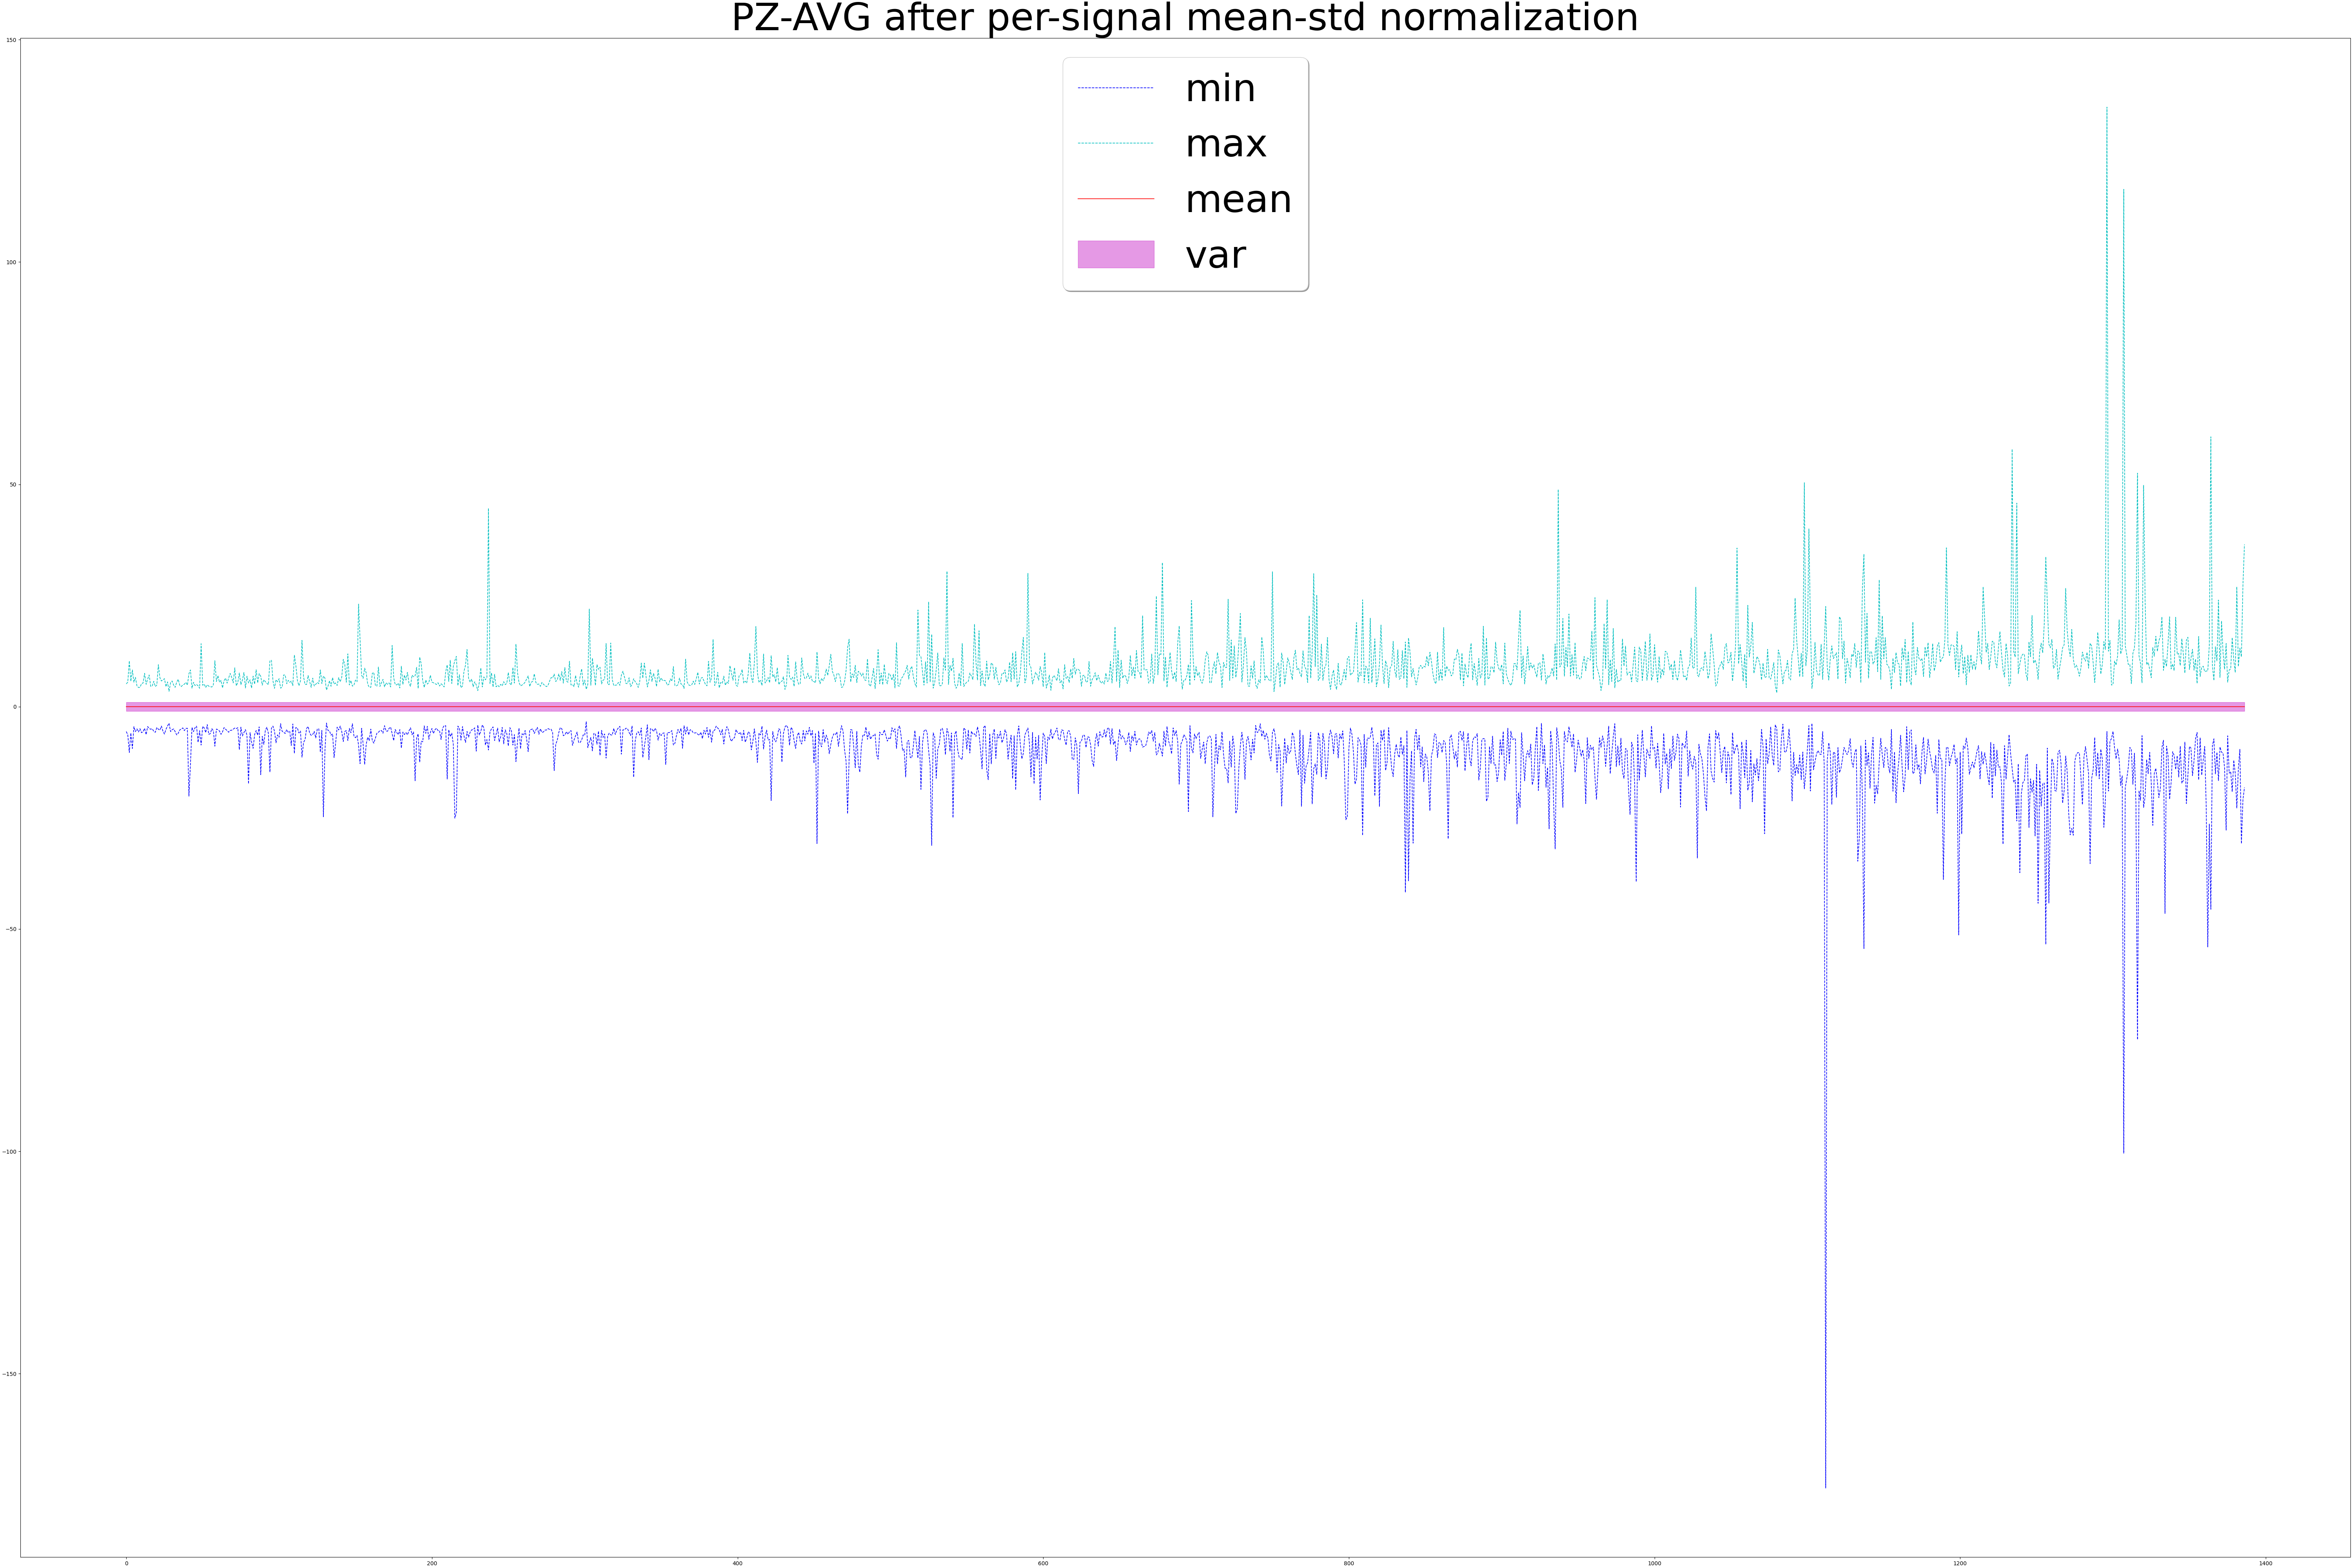 PZ-AVG after per-signal mean-std normalization
150
min
max
mean
var
100
50
0
−50
−100
−150
0 200 400 600 800 1000 1200 1400